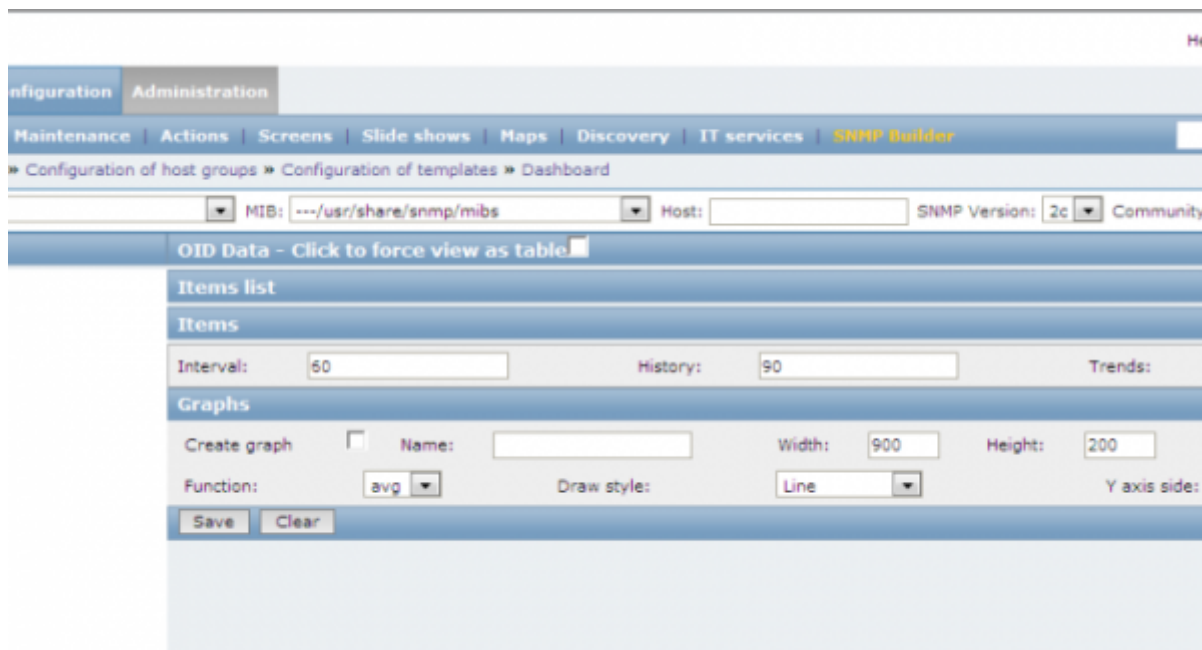 He
nfiguration Administration
Maintenance | Actions | Screens | Slide shows | Maps | Discovery | IT services | SNMP Builder
» Configuration of host groups » Configuration of templates » Dashboard
MIB: ---/usr/share/snmp/mibs Host: SNMP Version: 2c Community
OID Data - Click to force view as table
Items list
Items
Interval: 60 History: 90 Trends:
Graphs
Create graph Name: Width: 900 Height: 200
Function: avg Draw style: Line Y axis side:
Save Clear